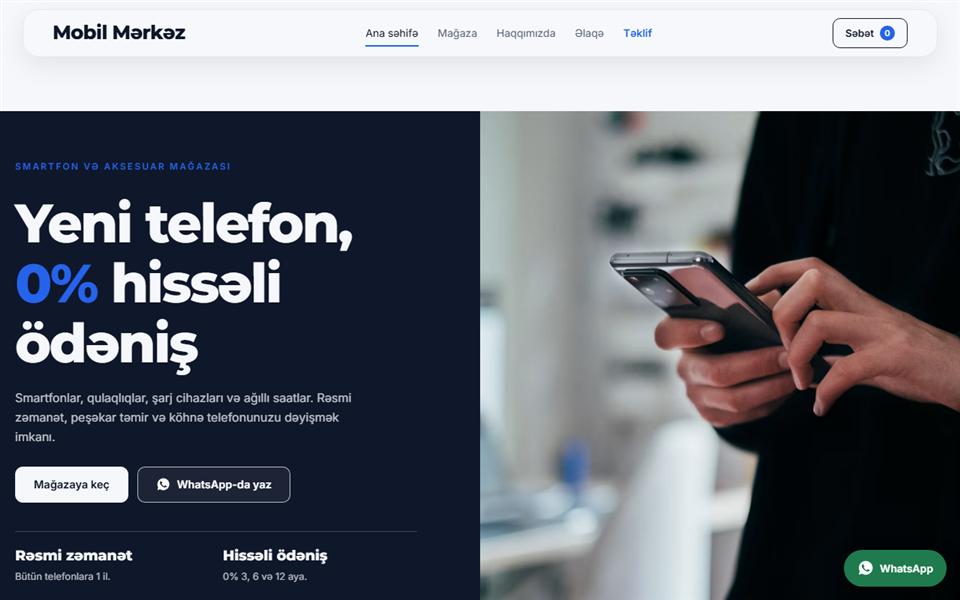 Mobil Mərkəz
Ana səhifə
Mağaza
Haqqımızda
Əlaqə
Təklif
Səbət 0
SMARTFON VƏ AKSESUAR MAĞAZASI
Yeni telefon,
0% hissəli
ödəniş
Smartfonlar, qulaqlıqlar, şarj cihazları və ağıllı saatlar. Rəsmi
zəmanət, peşəkar təmir və köhnə telefonunuzu dəyişmək
imkanı.
Mağazaya keç
WhatsApp-da yaz
Rəsmi zəmanət
Bütün telefonlara 1 il.
Hissəli ödəniş
0% 3, 6 və 12 aya.
WhatsApp